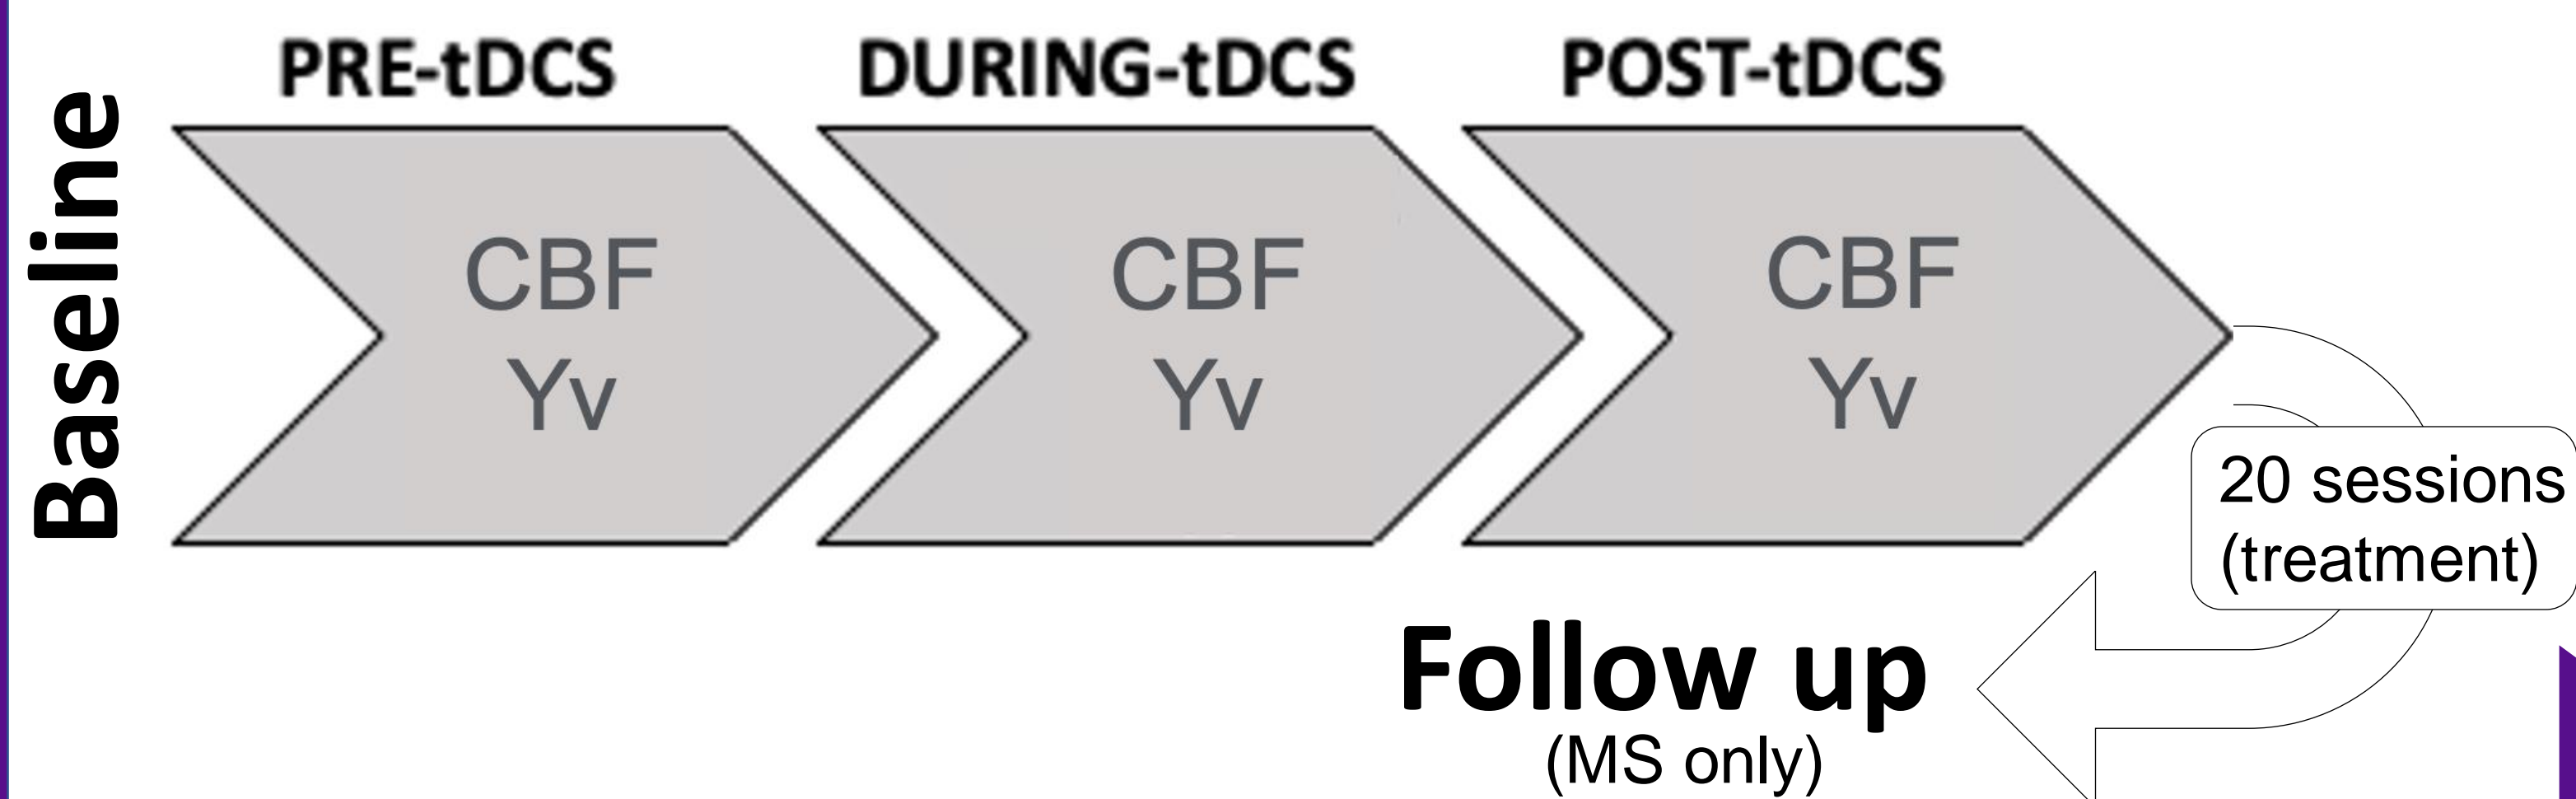 Baseline
PRE-tDCS
CBF
Yv
DURING-tDCS
CBF
Yv
POST-tDCS
CBF
Yv
20 sessions
(treatment)
Follow up
(MS only)